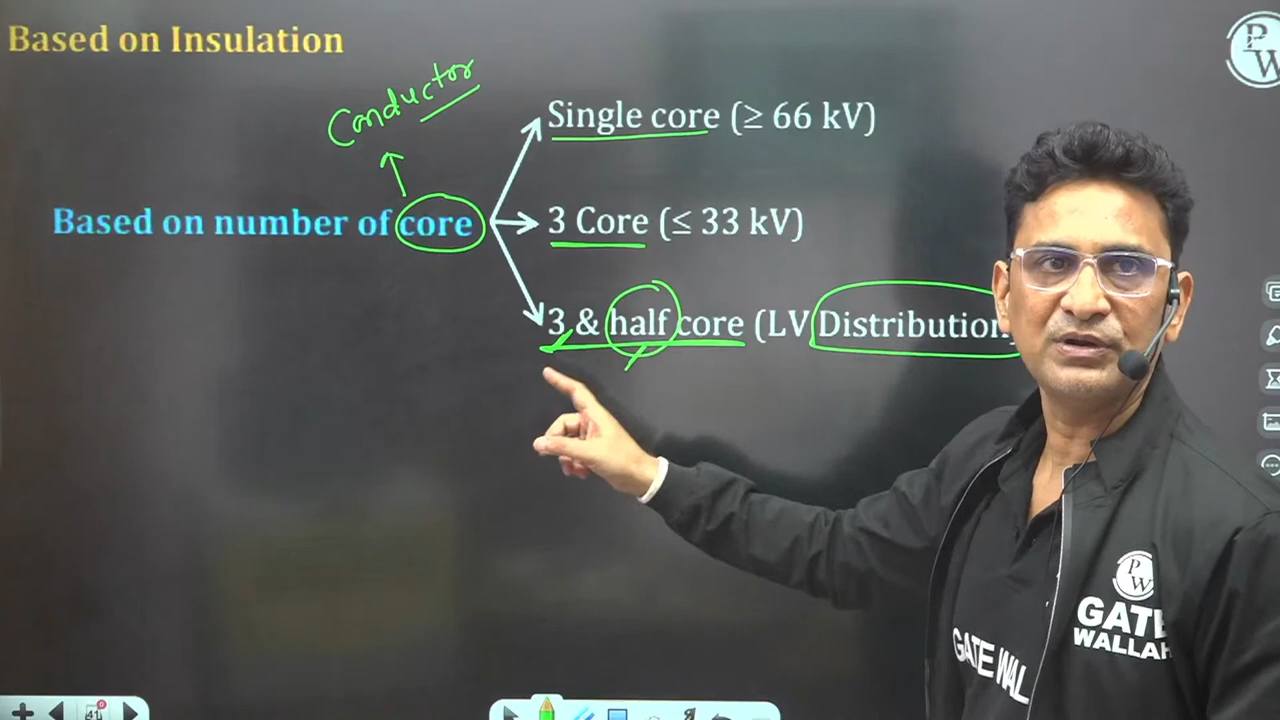 Based on Insulation
P
W
Conductor
Single core (≥ 66 kV)
Based on number of core
3 Core (≤ 33 kV)
3 & half core (LV Distribution
P
W
GATE
WALLAH
GATE WAL
41